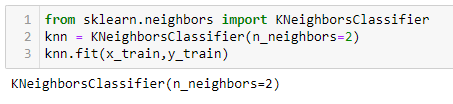 1 from sklearn.neighbors import KNeighborsClassifier
2 knn = KNeighborsClassifier(n_neighbors=2)
3 knn.fit(x_train,y_train)
KNeighborsClassifier(n_neighbors=2)